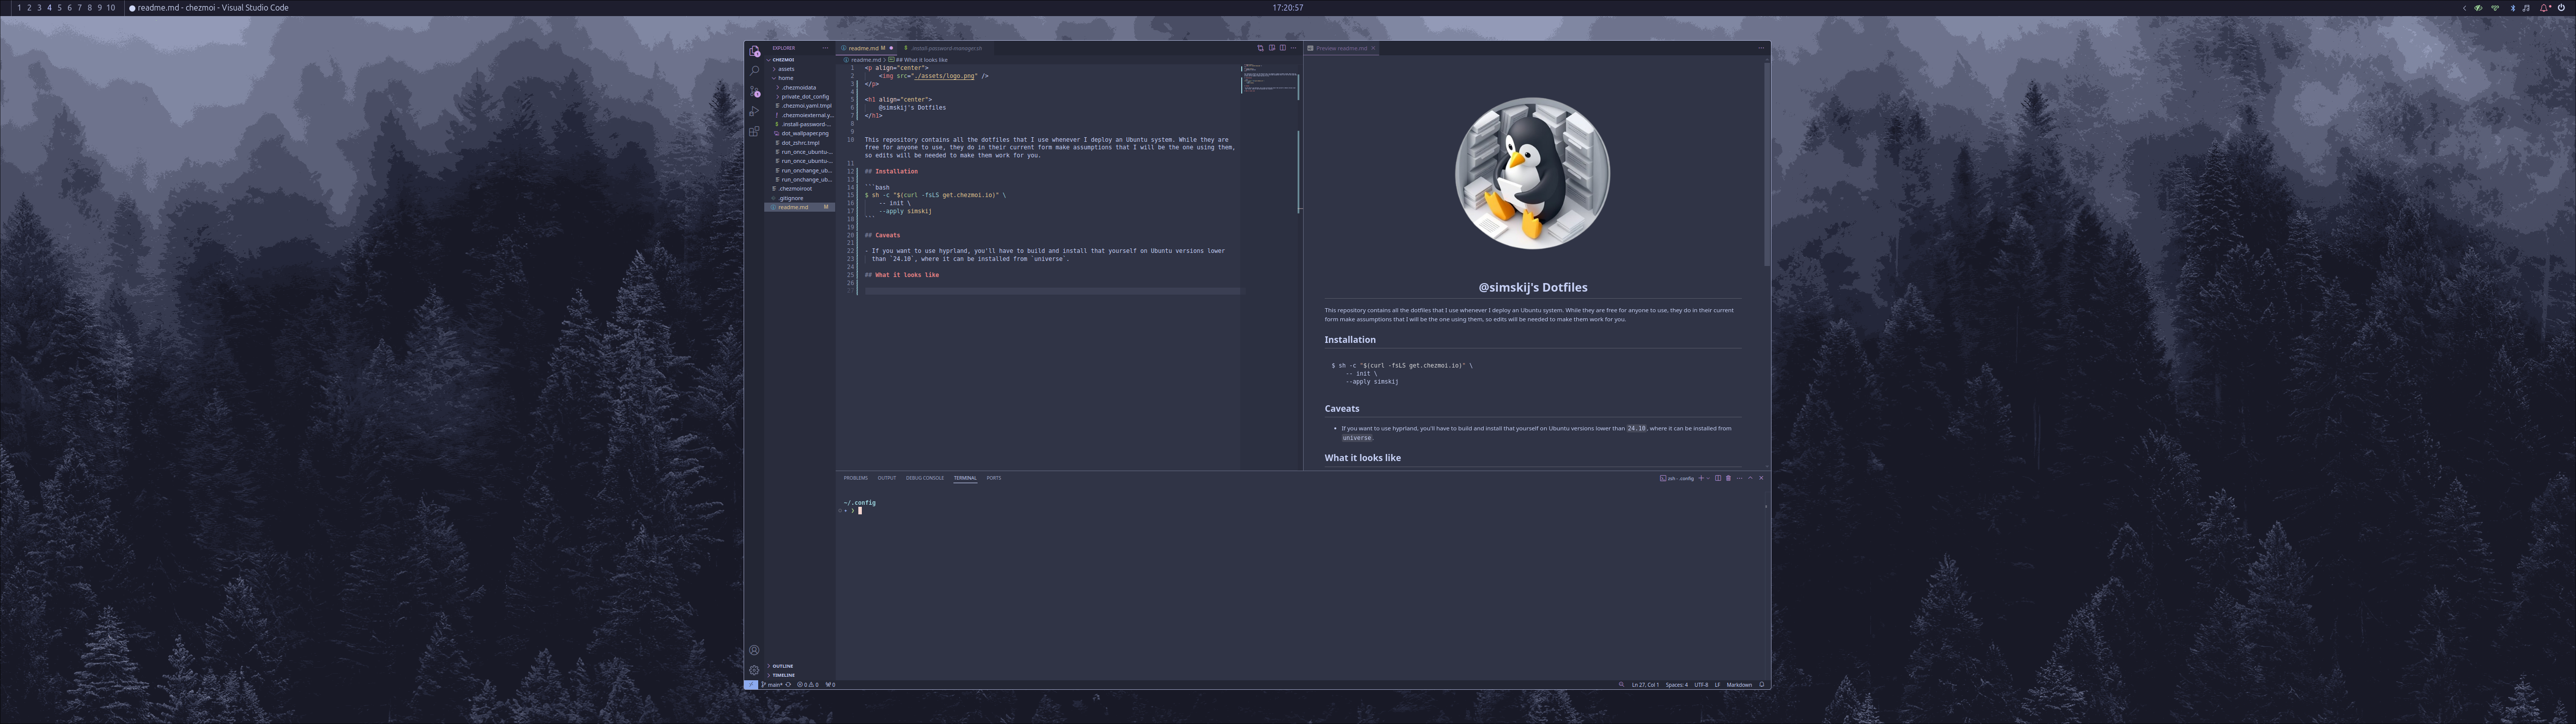 1 2 3 4 5 6 7 8 9 10
readme.md - chezmoi - Visual Studio Code
17:20:57
EXPLORER
CHEZMOI
assets
home
.chezmoidata
private_dot_config
.chezmoi.yaml.tmpl
.chezmoiexternal.y...
.install-password-...
dot_wallpaper.png
dot_zshrc.tmpl
run_once_ubuntu-...
run_once_ubuntu-...
run_onchange_ub...
run_onchange_ub...
.chezmoiroot
.gitignore
readme.md M
OUTLINE
TIMELINE
readme.md M
.install-password-manager.sh
readme.md > ## What it looks like
1 <p align="center">
2 <img src="./assets/logo.png" />
3 </p>
4
5 <h1 align="center">
6 @simskij's Dotfiles
7 </h1>
8
9
10 This repository contains all the dotfiles that I use whenever I deploy an Ubuntu system. While they are
free for anyone to use, they do in their current form make assumptions that I will be the one using them,
so edits will be needed to make them work for you.
11
12 ## Installation
13
14 ```bash
15 $ sh -c "$(curl -fsLS get.chezmoi.io)" \
16 -- init \
17 --apply simskij
18 ```
19
20 ## Caveats
21
22 - If you want to use hyprland, you'll have to build and install that yourself on Ubuntu versions lower
23 than `24.10`, where it can be installed from `universe`.
24
25 ## What it looks like
26
27
Preview readme.md
@simskij's Dotfiles
This repository contains all the dotfiles that I use whenever I deploy an Ubuntu system. While they are free for anyone to use, they do in their current
form make assumptions that I will be the one using them, so edits will be needed to make them work for you.
Installation
$ sh -c "$(curl -fsLS get.chezmoi.io)" \
-- init \
--apply simskij
Caveats
• If you want to use hyprland, you'll have to build and install that yourself on Ubuntu versions lower than 24.10, where it can be installed from
universe.
What it looks like
PROBLEMS OUTPUT DEBUG CONSOLE TERMINAL PORTS
zsh - .config
~/.config
main* 0 0 0
Ln 27, Col 1 Spaces: 4 UTF-8 LF Markdown